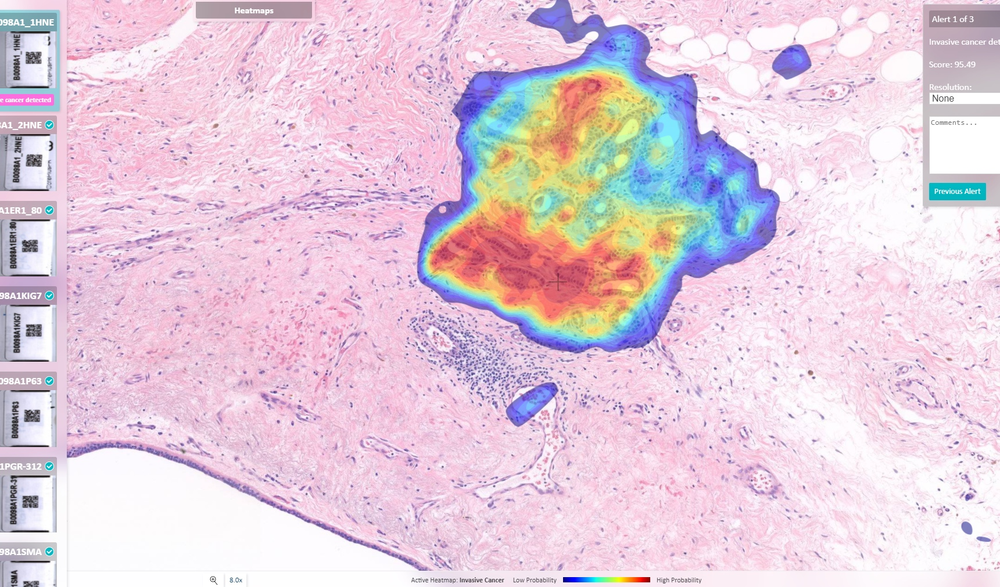 Heatmaps
098A1_1HNE
B0098A1_1HNE
e cancer detected
8A1_2HNE
B0098A1_2HNE
A1ER1_80
B0098A1ER1:80
98A1KIG7
B0098A1KIG7
098A1P63
B0098A1P63
1PGR-312
B0098A1PGR-31
98A1SMA
1SMA
Alert 1 of 3
Invasive cancer det
Score: 95.49
Resolution:
None
Comments...
Previous Alert
8.0x
Active Heatmap: Invasive Cancer
Low Probability
High Probability